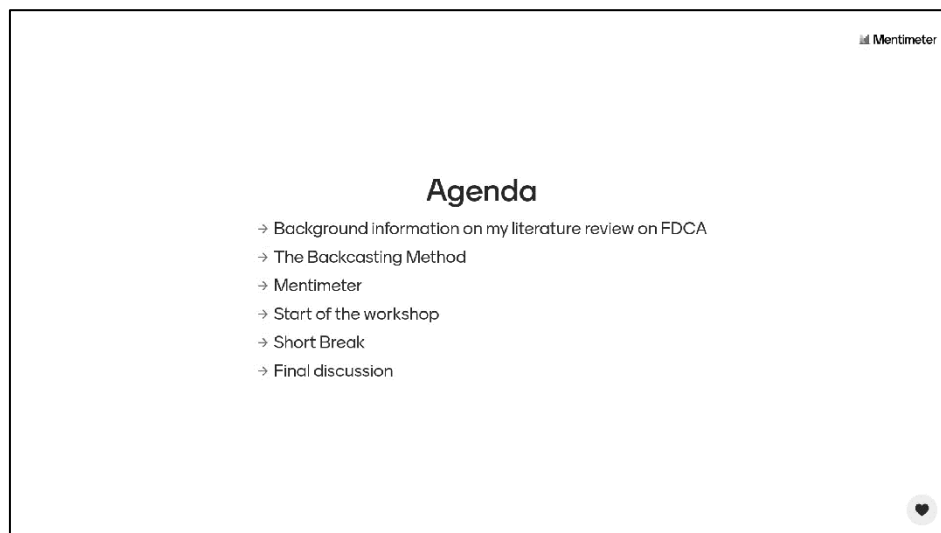 Mentimeter
Agenda
→ Background information on my literature review on FDCA
→ The Backcasting Method
→ Mentimeter
→ Start of the workshop
→ Short Break
→ Final discussion